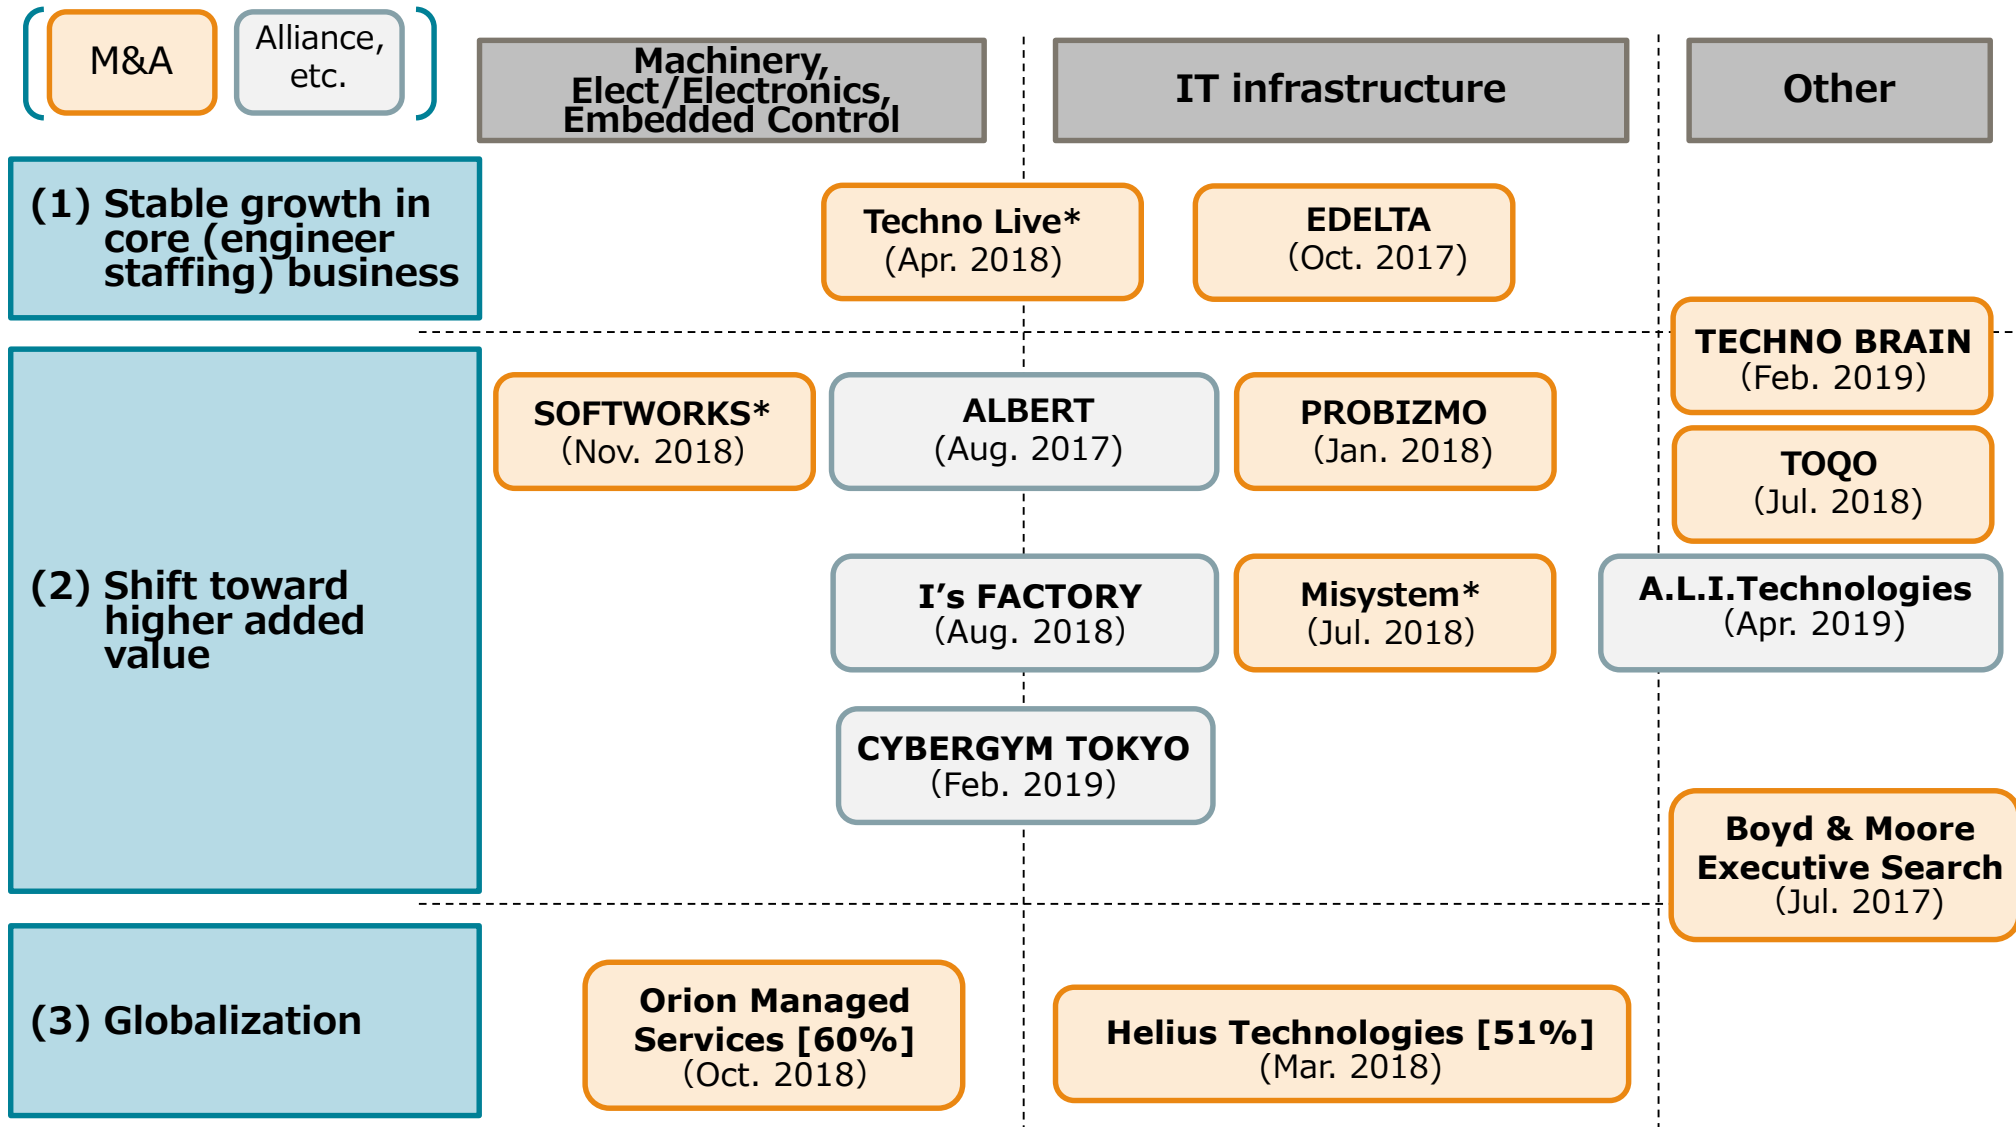 M&A
Alliance,
etc.
Machinery,
Elect/Electronics,
Embedded Control
IT infrastructure
Other
(1) Stable growth in
core (engineer
staffing) business
Techno Live*
(Apr. 2018)
EDELTA
(Oct. 2017)
TECHNO BRAIN
(Feb. 2019)
(2) Shift toward
higher added
value
SOFTWORKS*
(Nov. 2018)
ALBERT
(Aug. 2017)
PROBIZMO
(Jan. 2018)
TOQO
(Jul. 2018)
I’s FACTORY
(Aug. 2018)
Misystem*
(Jul. 2018)
A.L.I.Technologies
(Apr. 2019)
CYBERGYM TOKYO
(Feb. 2019)
Boyd & Moore
Executive Search
(Jul. 2017)
(3) Globalization
Orion Managed
Services [60%]
(Oct. 2018)
Helius Technologies [51%]
(Mar. 2018)